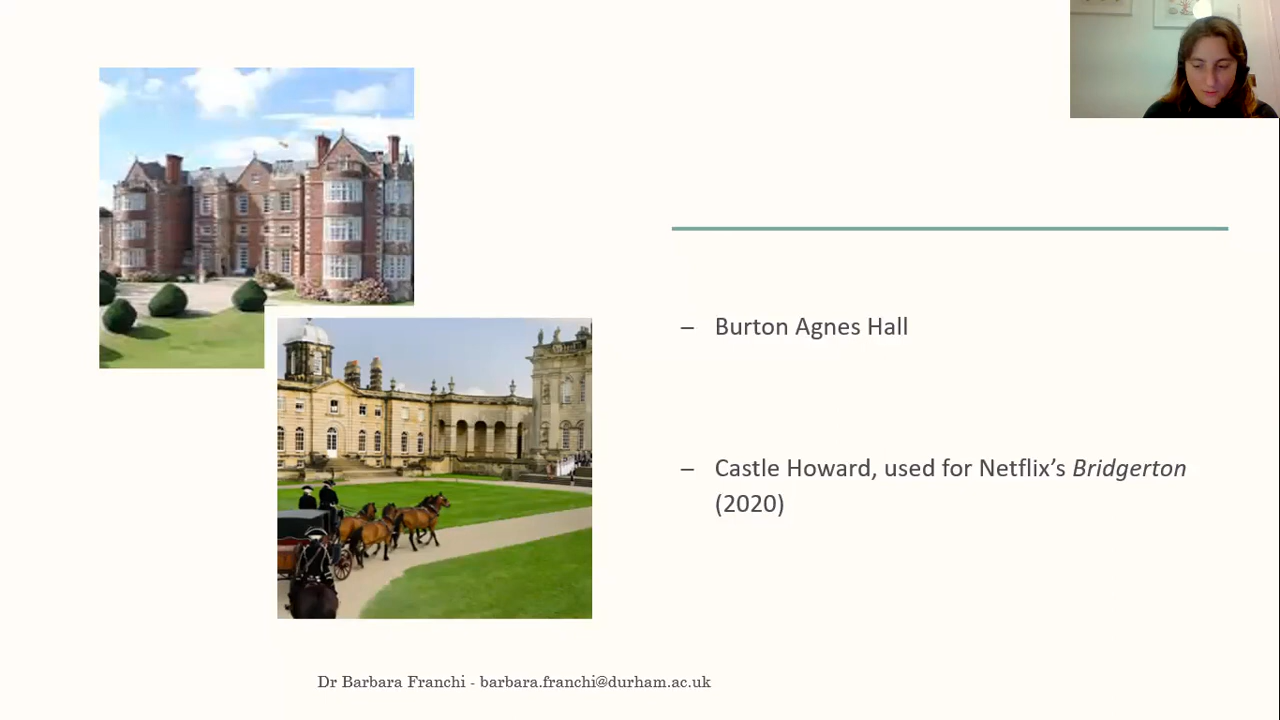 – Burton Agnes Hall
– Castle Howard, used for Netflix’s Bridgerton
(2020)
Dr Barbara Franchi - barbara.franchi@durham.ac.uk